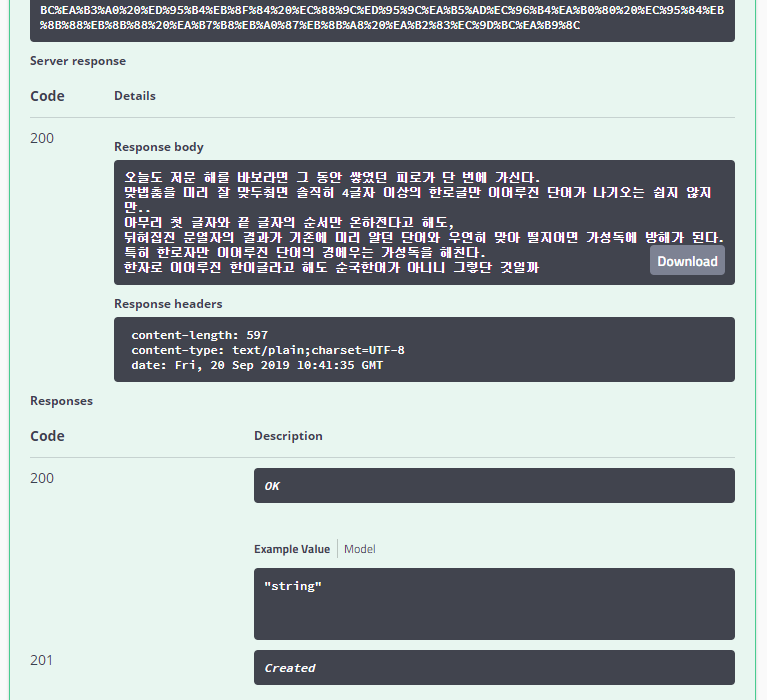 BC%EA%B3%A0%20%ED%95%B4%EB%8F%84%20%EC%88%9C%ED%95%9C%EA%B5%AD%EC%96%B4%EA%B0%80%20%EC%95%84%EB
%8B%88%EB%8B%88%20%EA%B7%B8%EB%A0%87%EB%8B%A8%20%EA%B2%83%EC%9D%BC%EA%B9%8C
Server response
Code Details
200
Response body
오늘도 저문 해를 바보라면 그 동안 쌓였던 피로가 단 번에 가신다.
맞법춤을 미리 잘 맞두췄면 솔직히 4글자 이상의 한로글만 이어루진 단어가 나기오는 쉽지 않지
만..
아무리 첫 글자와 끝 글자의 순서만 온하전다고 해도,
뒤혀집진 문열자의 결과가 기존에 미리 알던 단어와 우연히 맞아 떨지어면 가성독에 방해가 된다.
특히 한로자만 이어루진 단어의 경에우는 가성독을 해친다.
한자로 이어루진 한이글라고 해도 순국한어가 아니니 그렇단 것일까
Download
Response headers
content-length: 597
content-type: text/plain;charset=UTF-8
date: Fri, 20 Sep 2019 10:41:35 GMT
Responses
Code Description
200
OK
Example Value Model
"string"
201
Created